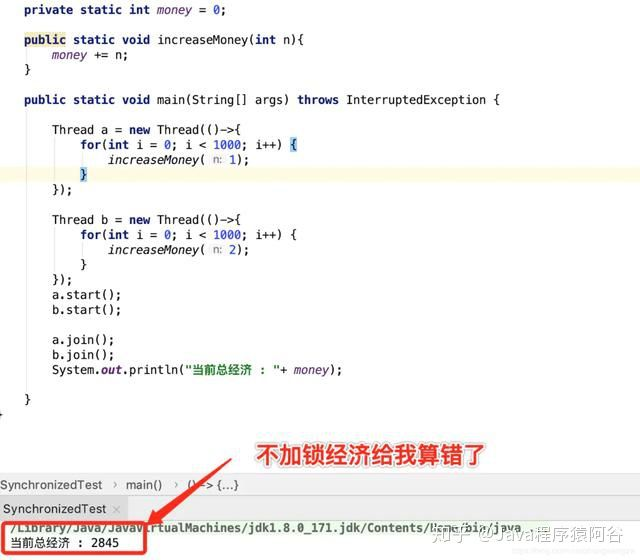 private static int money = 0;
public static void increaseMoney(int n){
money += n;
}
public static void main(String[] args) throws InterruptedException {
Thread a = new Thread(()->{
for(int i = 0; i < 1000; i++) {
increaseMoney( n: 1);
}
});
Thread b = new Thread(()->{
for(int i = 0; i < 1000; i++) {
increaseMoney( n: 2);
}
});
a.start();
b.start();
a.join();
b.join();
System.out.println("当前总经济 : "+ money);
}
}
不加锁经济给我算错了
SynchronizedTest › main() › ()-> {...}
SynchronizedTest ×
/Library/Java/JavaVirtualMachines/jdk1.8.0_171.jdk/Contents/Home/bin/java ...
当前总经济 : 2845
知乎 @Java程序猿阿谷